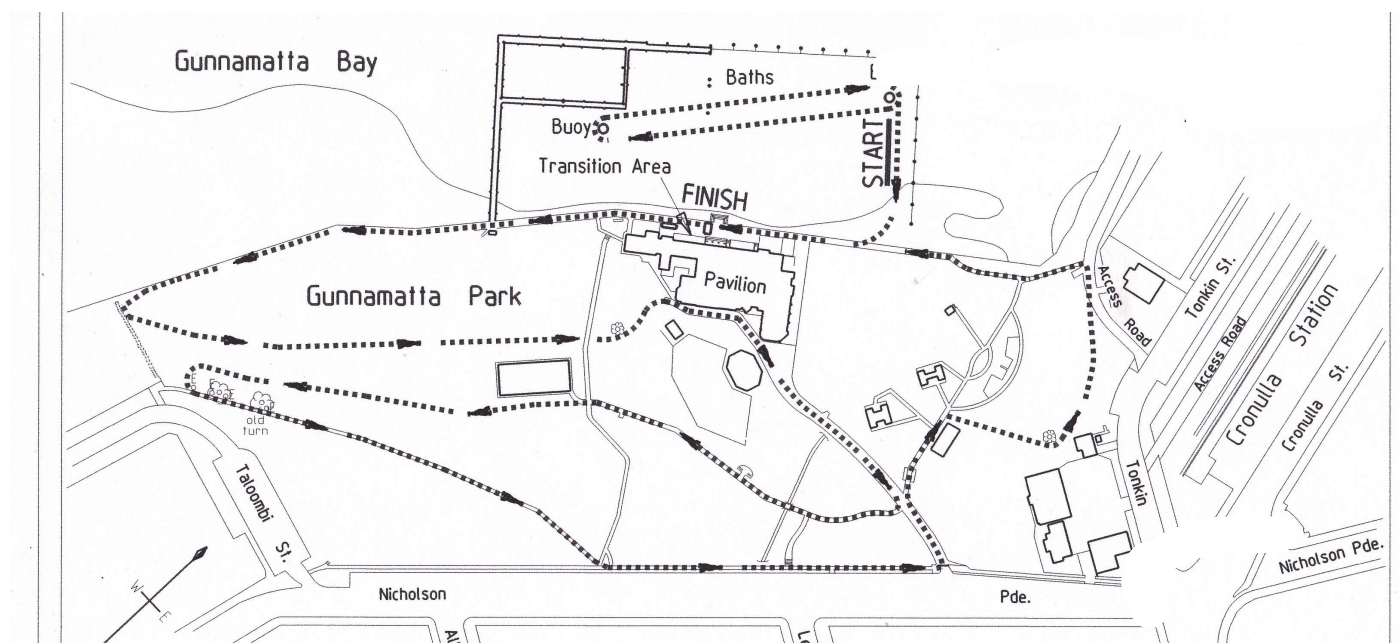 Gunnamatta Bay
Baths
Buoy
START
Transition Area
FINISH
Pavilion
Gunnamatta Park
Access
Road
Tonkin St.
Access Road
Cronulla Station
Cronulla St.
old
turn
Tonkin
Taloombi
St.
W
E
Nicholson
Pde.
Nicholson Pde.